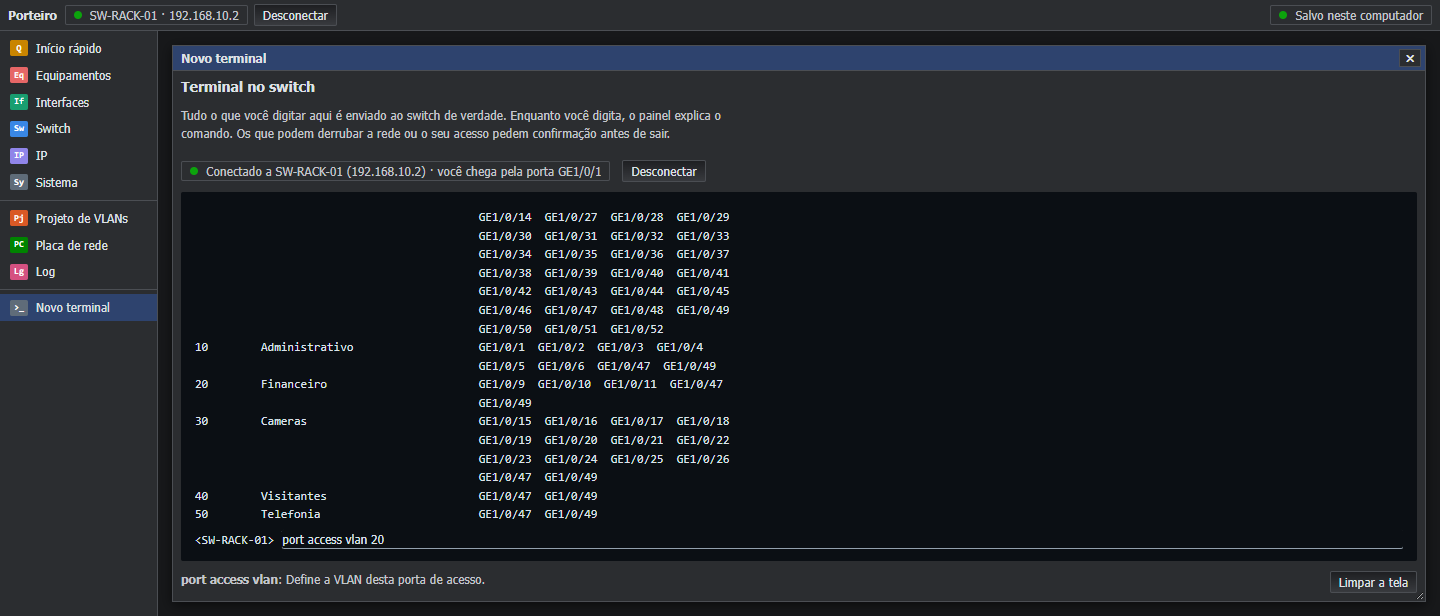 Porteiro SW-RACK-01 · 192.168.10.2 Desconectar Salvo neste computador
Q Início rápido
Eq Equipamentos
If Interfaces
Sw Switch
IP IP
Sy Sistema
Pj Projeto de VLANs
PC Placa de rede
Lg Log
>_ Novo terminal
Novo terminal
Terminal no switch
Tudo o que você digitar aqui é enviado ao switch de verdade. Enquanto você digita, o painel explica o
comando. Os que podem derrubar a rede ou o seu acesso pedem confirmação antes de sair.
Conectado a SW-RACK-01 (192.168.10.2) · você chega pela porta GE1/0/1 Desconectar
GE1/0/14 GE1/0/27 GE1/0/28 GE1/0/29
GE1/0/30 GE1/0/31 GE1/0/32 GE1/0/33
GE1/0/34 GE1/0/35 GE1/0/36 GE1/0/37
GE1/0/38 GE1/0/39 GE1/0/40 GE1/0/41
GE1/0/42 GE1/0/43 GE1/0/44 GE1/0/45
GE1/0/46 GE1/0/47 GE1/0/48 GE1/0/49
GE1/0/50 GE1/0/51 GE1/0/52
10 Administrativo GE1/0/1 GE1/0/2 GE1/0/3 GE1/0/4
GE1/0/5 GE1/0/6 GE1/0/47 GE1/0/49
20 Financeiro GE1/0/9 GE1/0/10 GE1/0/11 GE1/0/47
GE1/0/49
30 Cameras GE1/0/15 GE1/0/16 GE1/0/17 GE1/0/18
GE1/0/19 GE1/0/20 GE1/0/21 GE1/0/22
GE1/0/23 GE1/0/24 GE1/0/25 GE1/0/26
GE1/0/47 GE1/0/49
40 Visitantes GE1/0/47 GE1/0/49
50 Telefonia GE1/0/47 GE1/0/49
<SW-RACK-01> port access vlan 20
port access vlan: Define a VLAN desta porta de acesso.
Limpar a tela